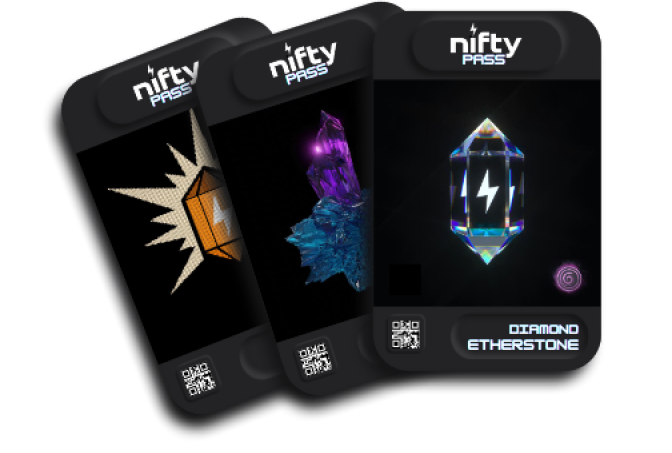 nifty
PASS
nifty
PASS
nifty
PASS
DIAMOND
ETHERSTONE